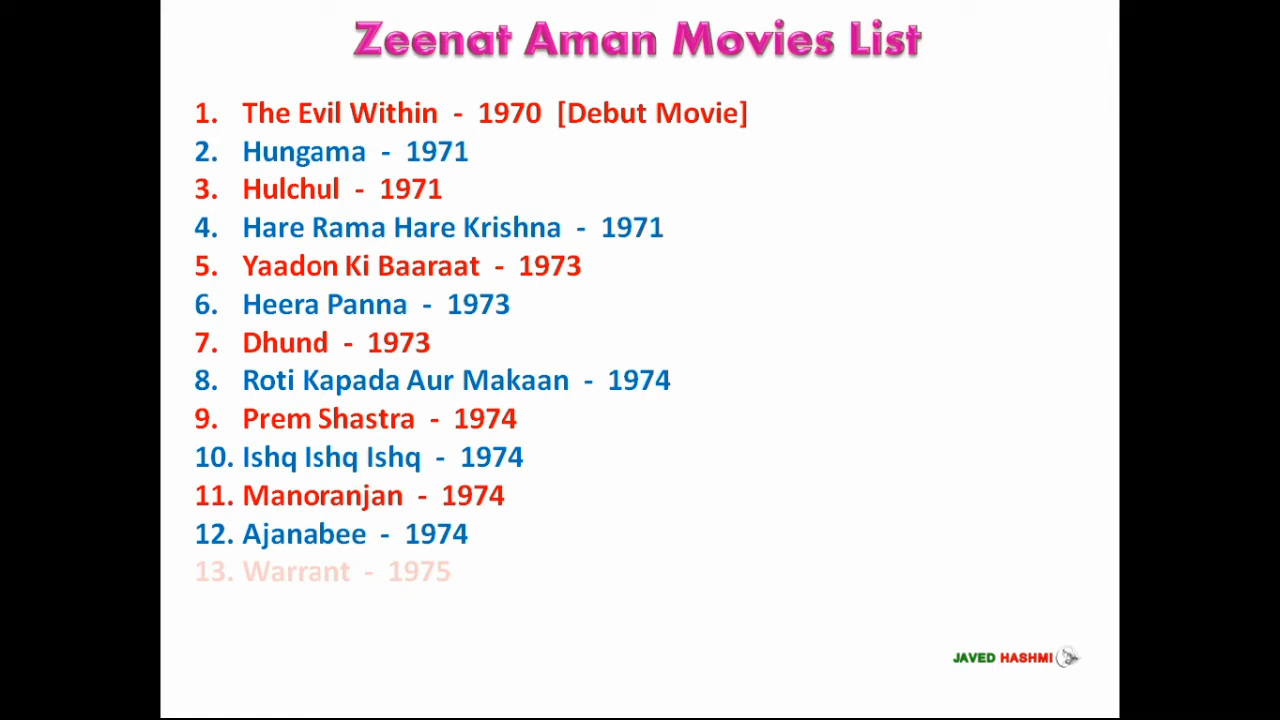 Zeenat Aman Movies List
1. The Evil Within - 1970 [Debut Movie]
2. Hungama - 1971
3. Hulchul - 1971
4. Hare Rama Hare Krishna - 1971
5. Yaadon Ki Baaraat - 1973
6. Heera Panna - 1973
7. Dhund - 1973
8. Roti Kapada Aur Makaan - 1974
9. Prem Shastra - 1974
10. Ishq Ishq Ishq - 1974
11. Manoranjan - 1974
12. Ajanabee - 1974
13. Warrant - 1975
JAVED HASHMI